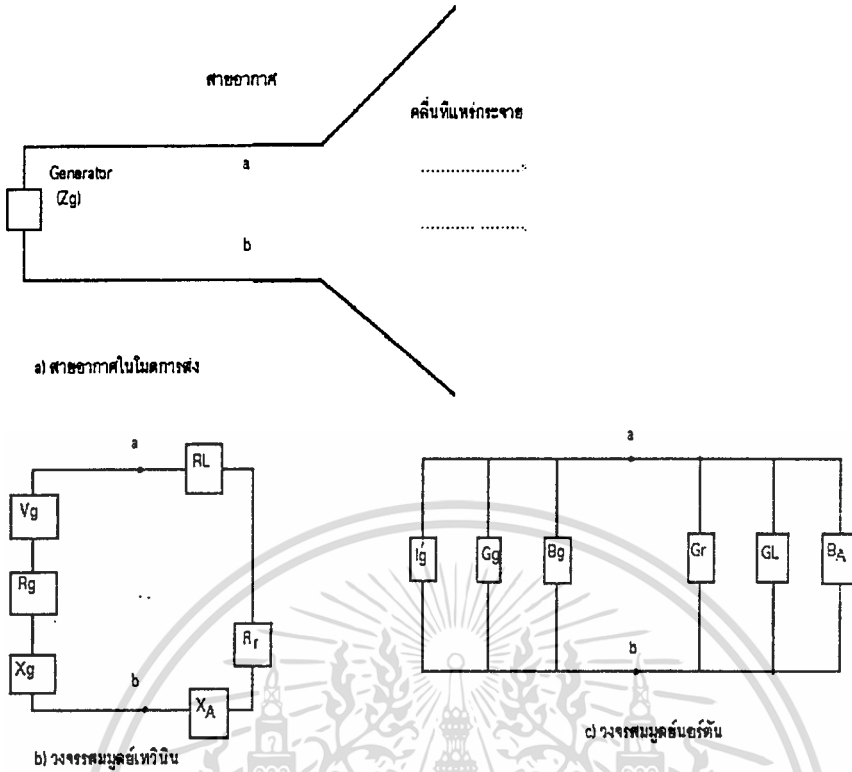 สายอากาศ
คลื่นที่แพร่กระจาย
a
Generator
(Zg)
b
a) สายอากาศในโมดการส่ง
a
RL
Vg
Rg
Rr
Xg
b
XA
b) วงจรรสมมูลย์เทวินิน
a
Ig
Gg
Bg
Gr
GL
BA
b
c) วงจรสมมูลย์นอร์ตัน